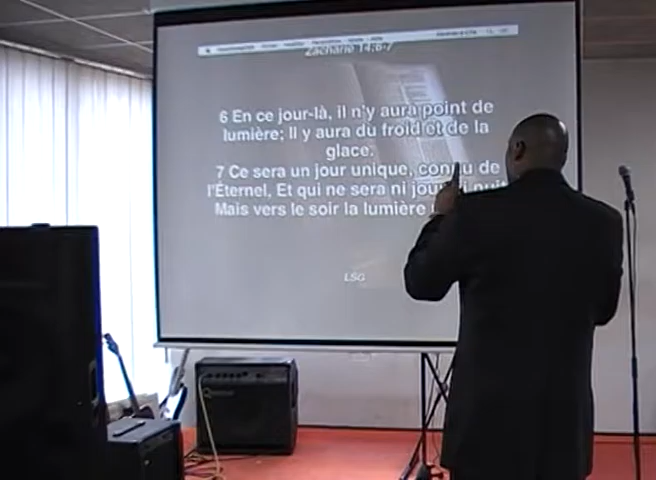 Zacharie 14:6-7
6 En ce jour-là, il n'y aura point de
lumière; Il y aura du froid et de la
glace.
7 Ce sera un jour unique, connu de
l'Éternel, Et qui ne sera ni jour ni nuit
Mais vers le soir la lumière
LSG